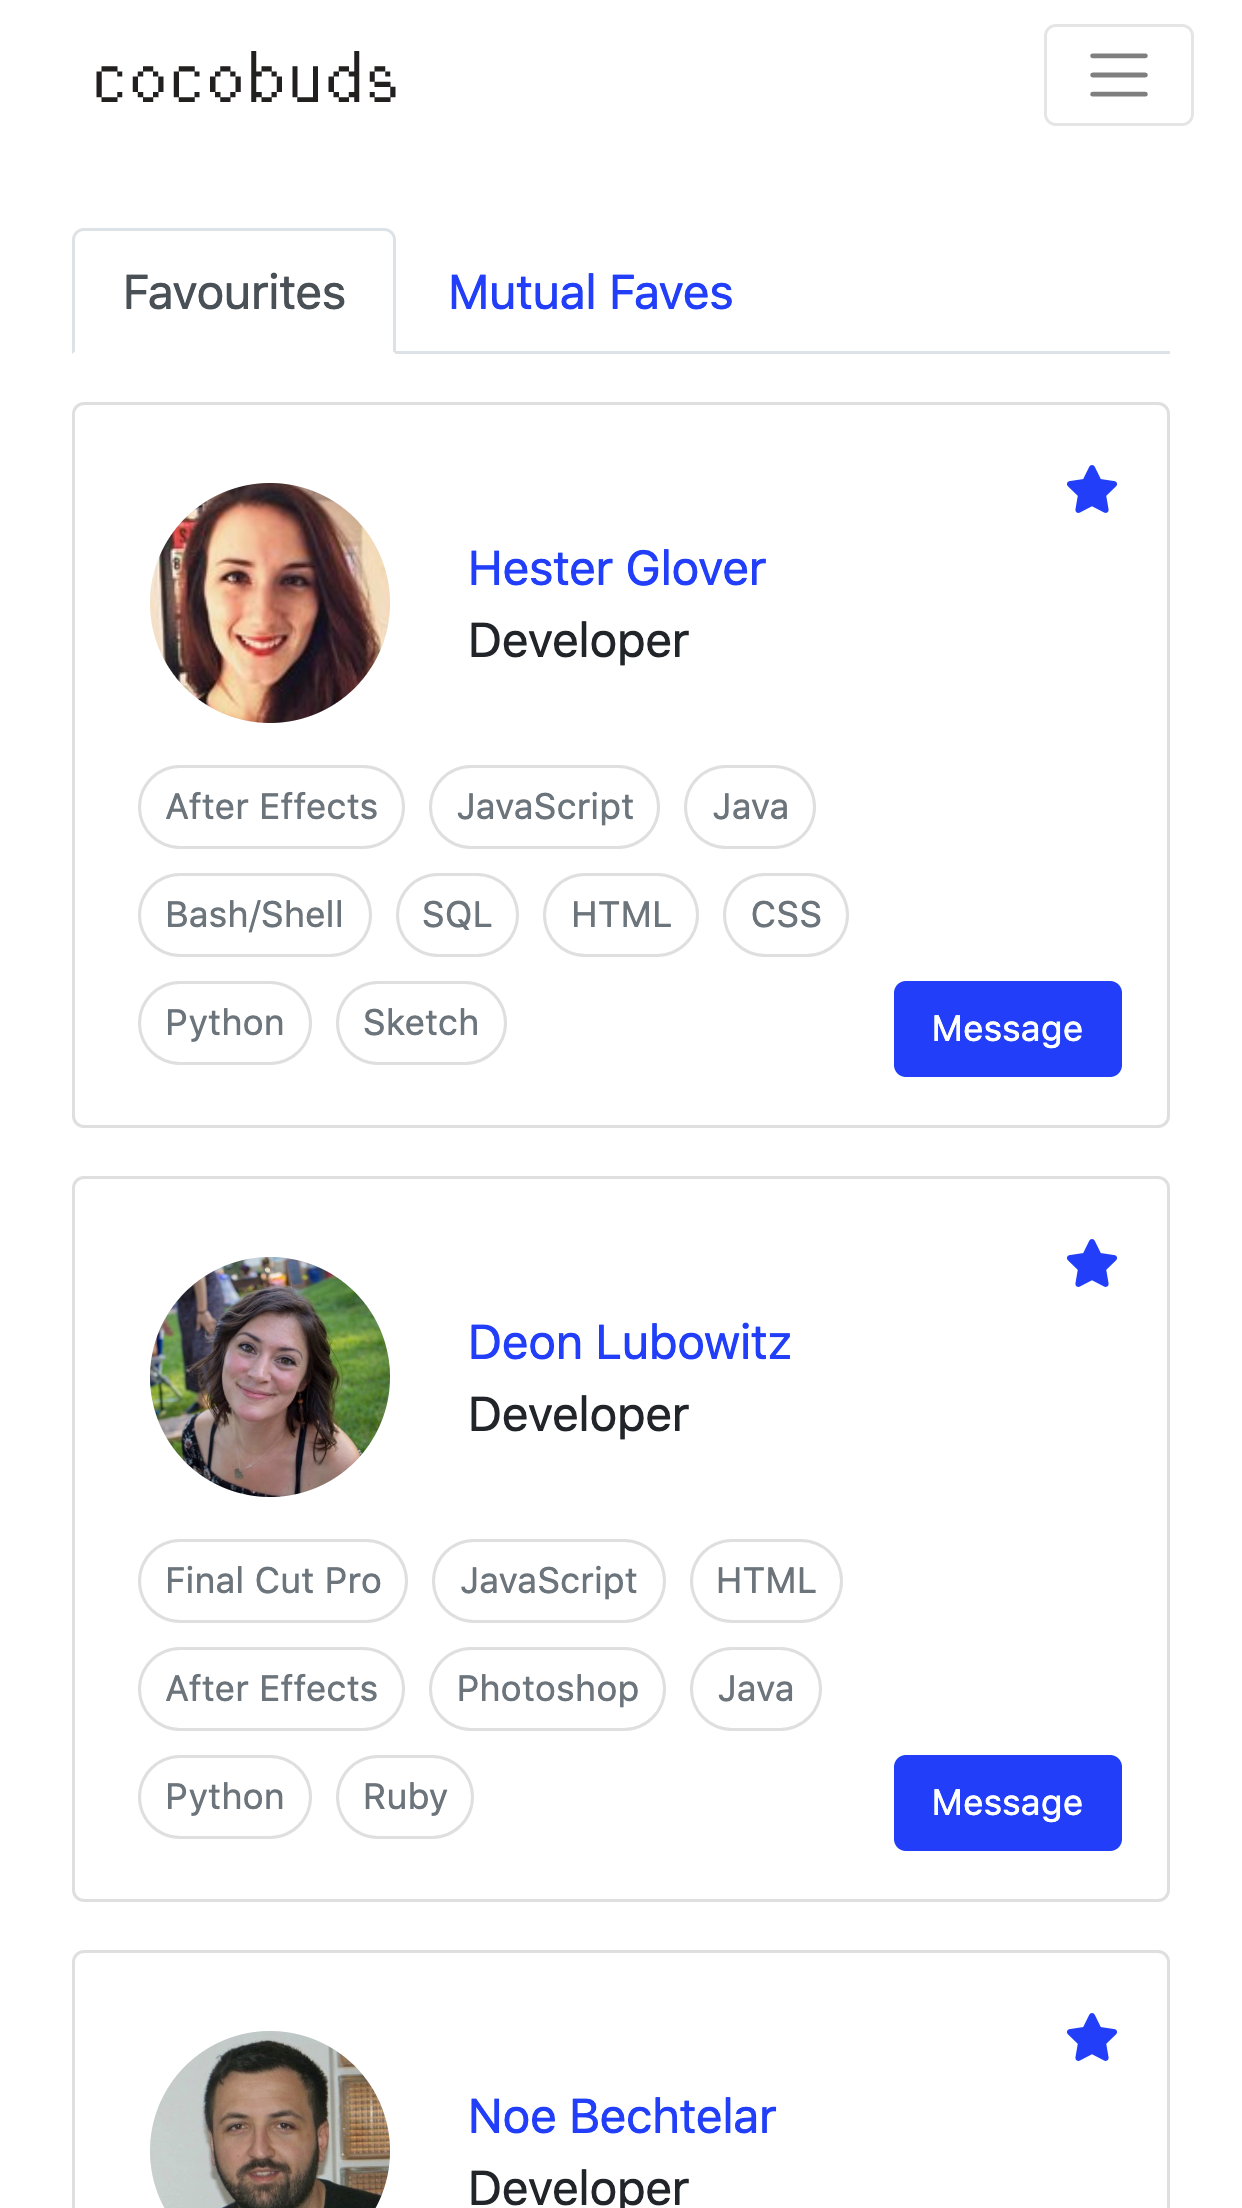 cocobuds
Favourites Mutual Faves
Hester Glover
Developer
After Effects JavaScript Java
Bash/Shell SQL HTML CSS
Python Sketch Message
Deon Lubowitz
Developer
Final Cut Pro JavaScript HTML
After Effects Photoshop Java
Python Ruby Message
Noe Bechtelar
Developer